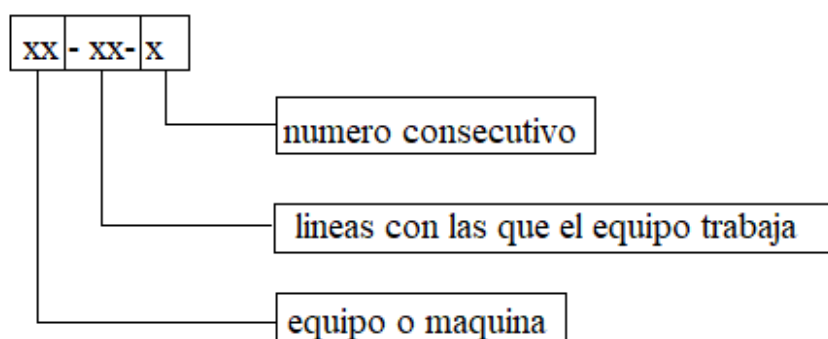 xx - xx- x
numero consecutivo
lineas con las que el equipo trabaja
equipo o maquina